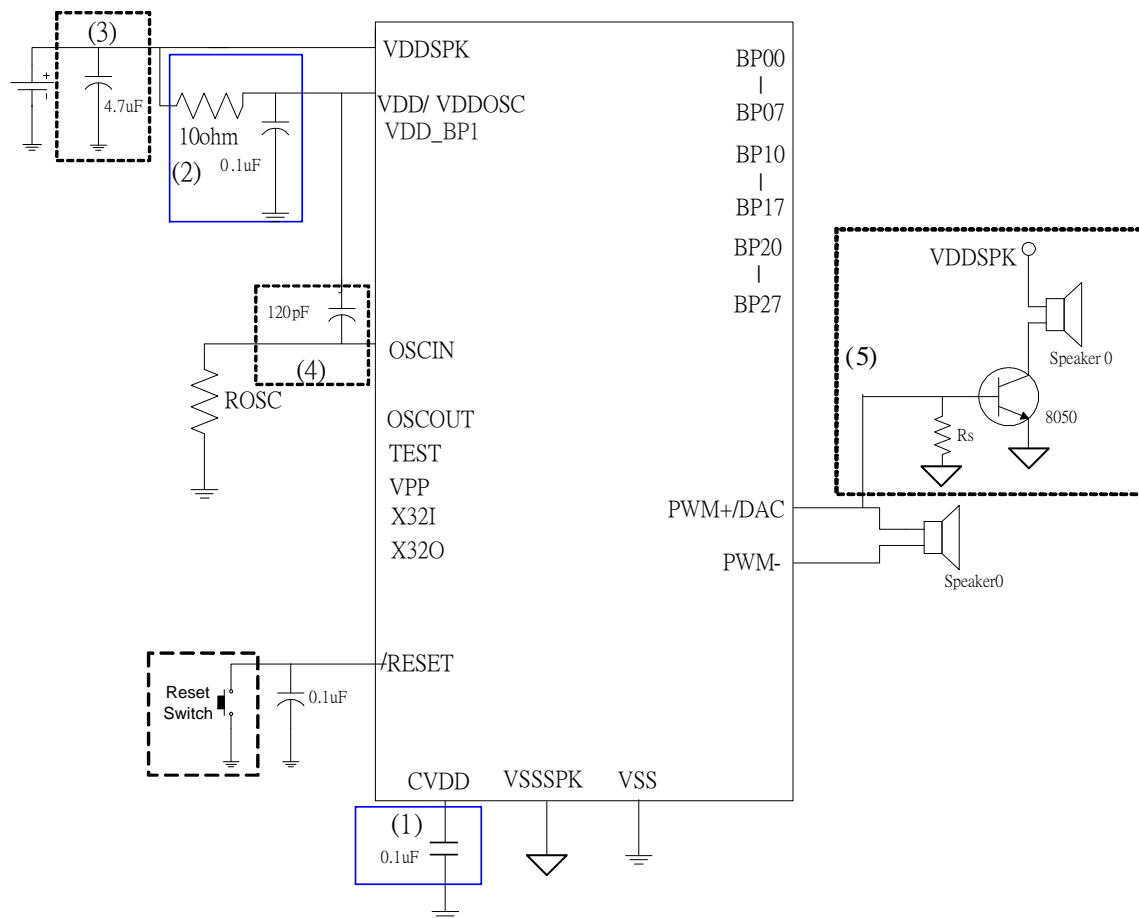 (3)
+
-
4.7uF
10ohm
(2)
0.1uF
VDDSPK
VDD/ VDDOSC
VDD_BP1
120pF
(4)
ROSC
OSCIN
OSCOUT
TEST
VPP
X32I
X32O
Reset
Switch
0.1uF
/RESET
BP00
|
BP07
BP10
|
BP17
BP20
|
BP27
VDDSPK
(5)
Speaker 0
8050
Rs
PWM+/DAC
PWM-
Speaker0
CVDD
VSSSPK
VSS
(1)
0.1uF